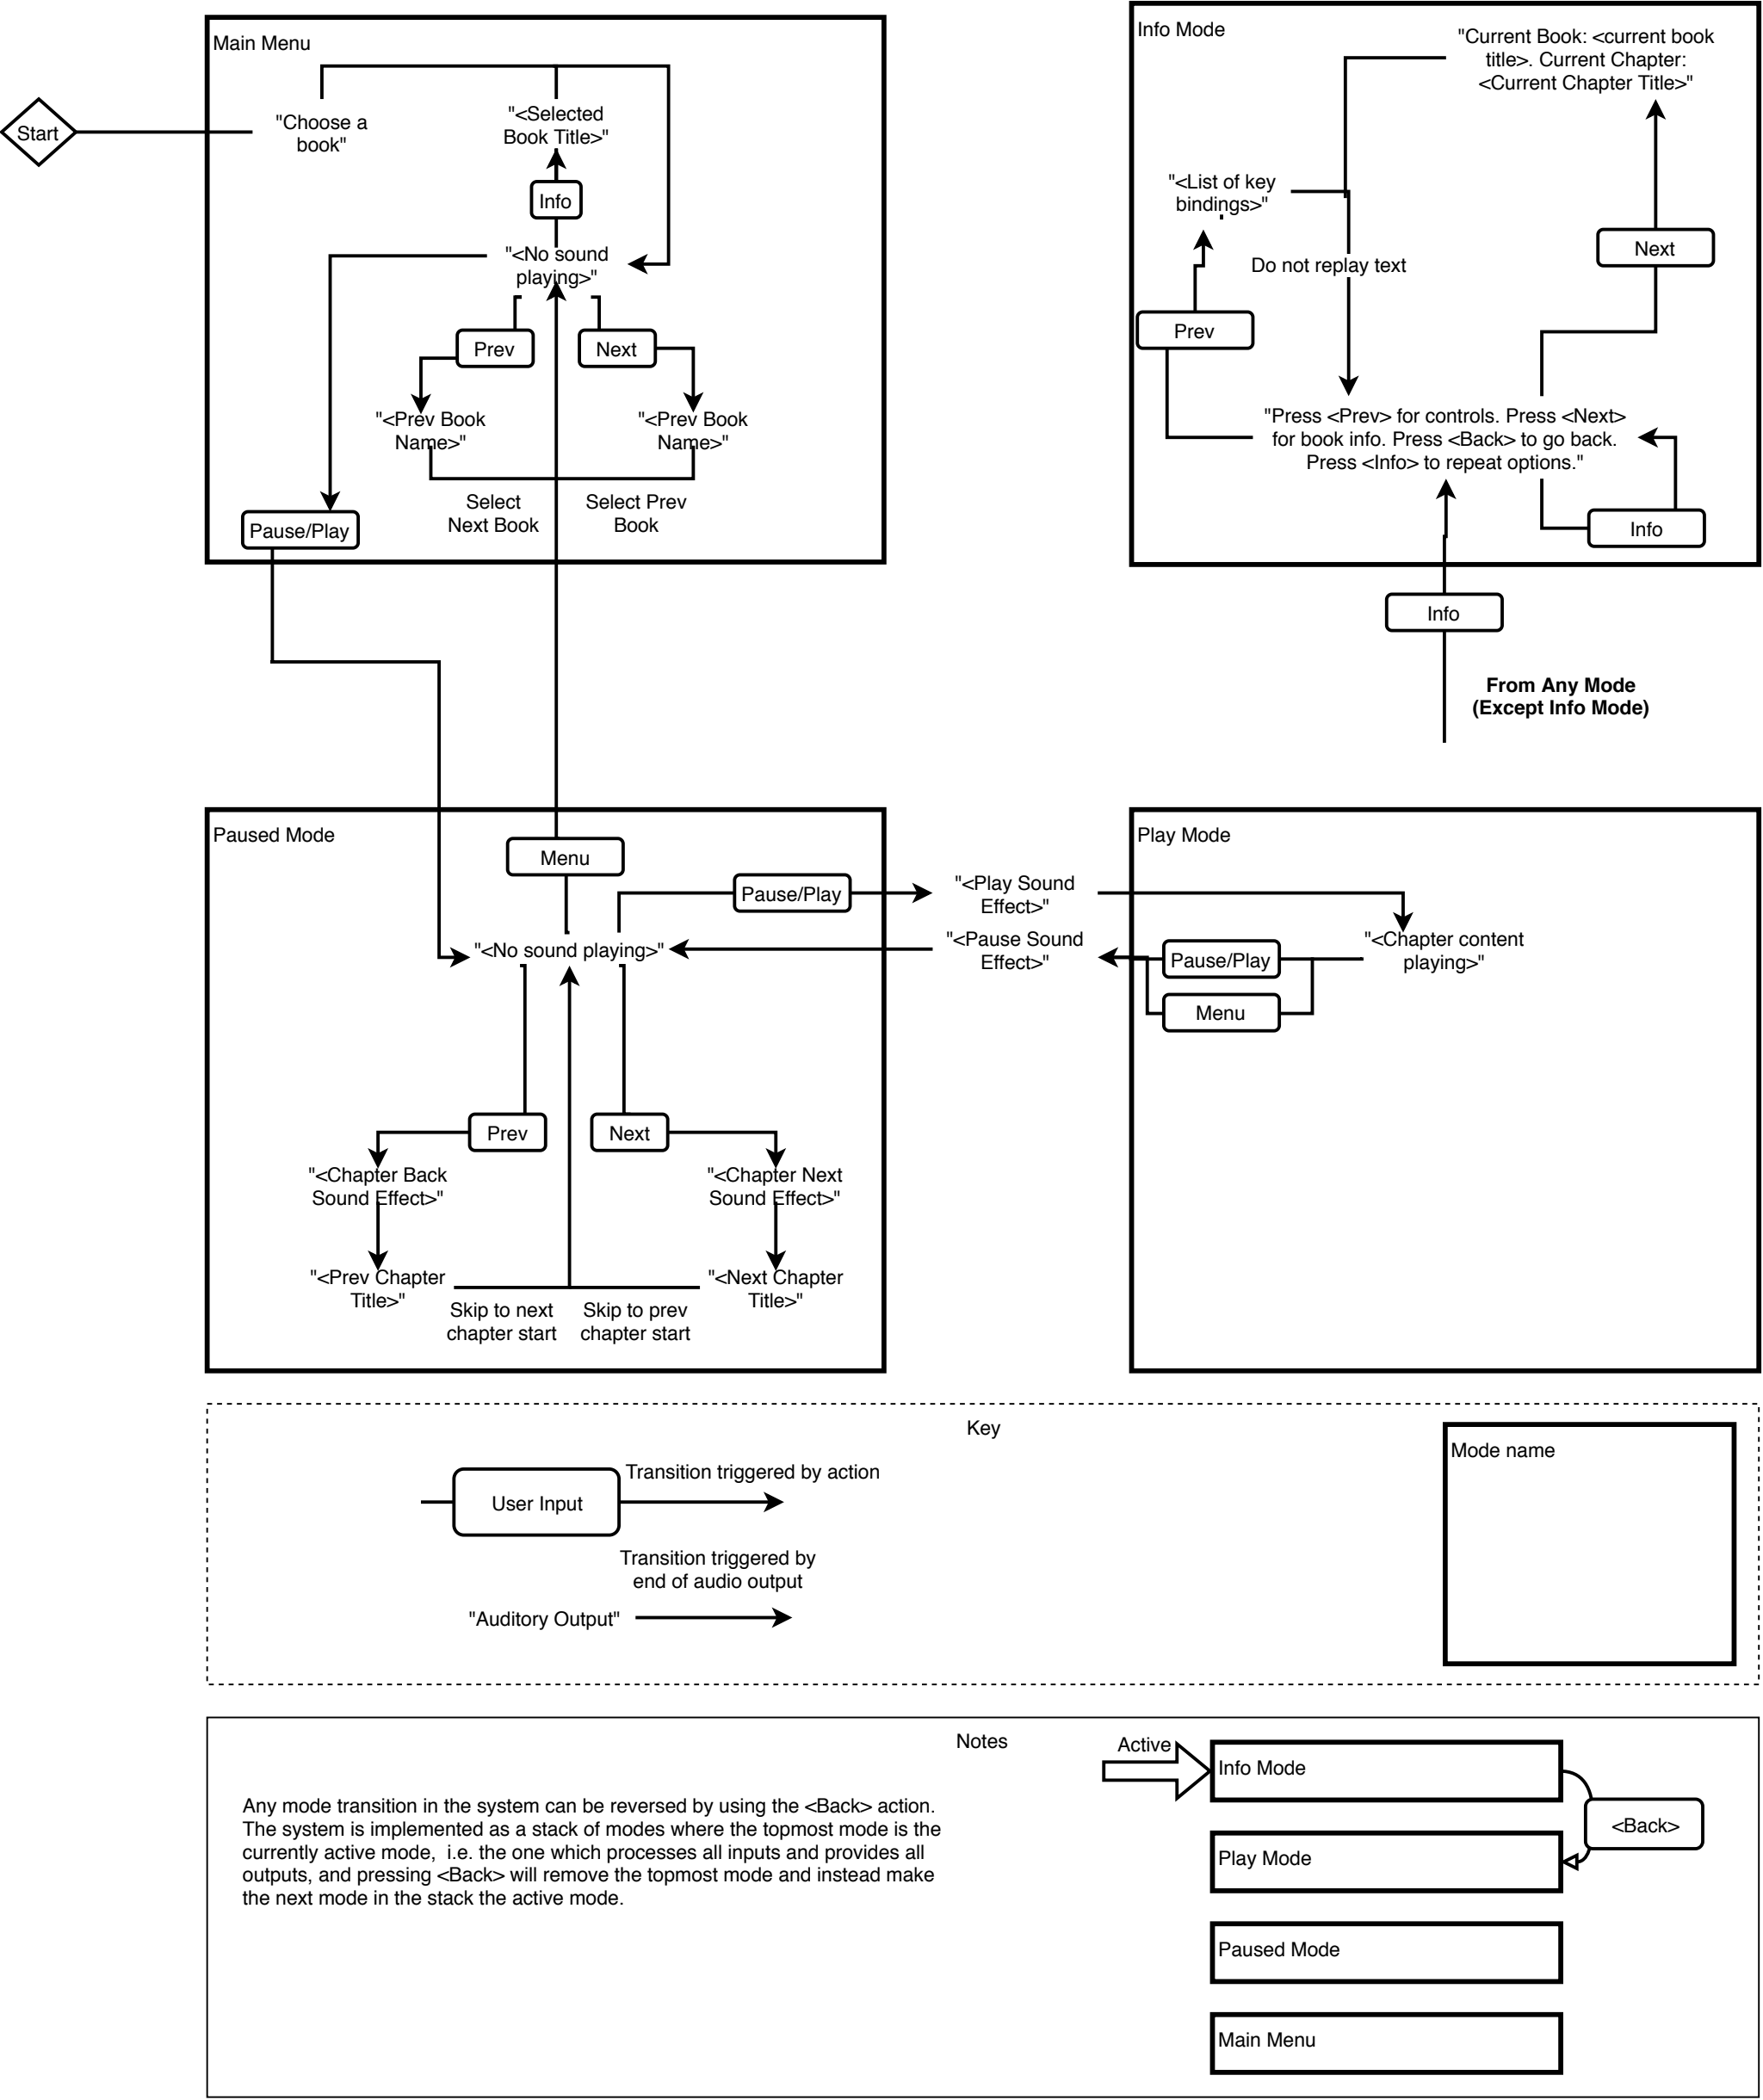 Main Menu
Start
"Choose a
book"
"<Selected
Book Title>"
Info
"<No sound
playing>"
Prev
Next
"<Prev Book
Name>"
"<Prev Book
Name>"
Select
Next Book
Select Prev
Book
Pause/Play
Info Mode
"Current Book: <current book
title>. Current Chapter:
<Current Chapter Title>"
"<List of key
bindings>"
Next
Do not replay text
Prev
"Press <Prev> for controls. Press <Next>
for book info. Press <Back> to go back.
Press <Info> to repeat options."
Info
Info
From Any Mode
(Except Info Mode)
Paused Mode
Menu
Pause/Play
"<No sound playing>"
Prev
Next
"<Chapter Back
Sound Effect>"
"<Chapter Next
Sound Effect>"
"<Prev Chapter
Title>"
"<Next Chapter
Title>"
Skip to next
chapter start
Skip to prev
chapter start
"<Play Sound
Effect>"
"<Pause Sound
Effect>"
Play Mode
"<Chapter content
playing>"
Pause/Play
Menu
Key
Mode name
Transition triggered by action
User Input
Transition triggered by
end of audio output
"Auditory Output"
Notes
Any mode transition in the system can be reversed by using the <Back> action.
The system is implemented as a stack of modes where the topmost mode is the
currently active mode,  i.e. the one which processes all inputs and provides all
outputs, and pressing <Back> will remove the topmost mode and instead make
the next mode in the stack the active mode.
Active
Info Mode
<Back>
Play Mode
Paused Mode
Main Menu